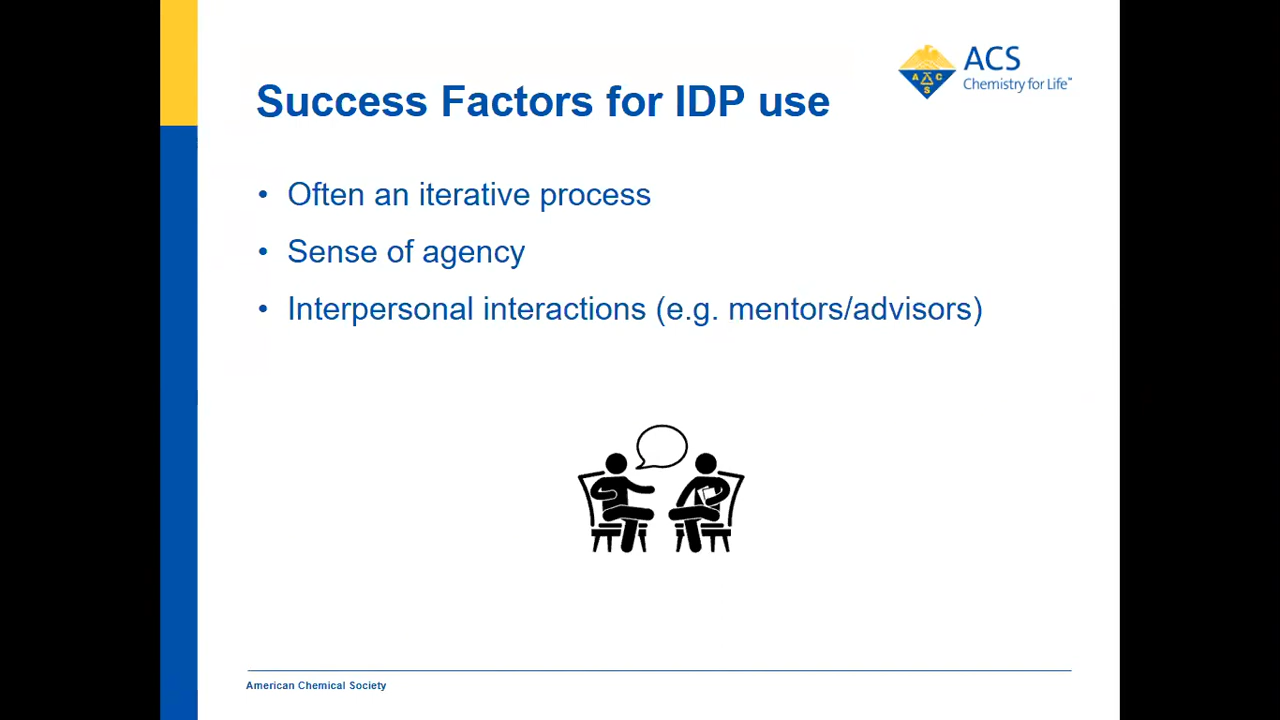 ACS
Chemistry for Life™
A C S
Success Factors for IDP use
• Often an iterative process
• Sense of agency
• Interpersonal interactions (e.g. mentors/advisors)
American Chemical Society